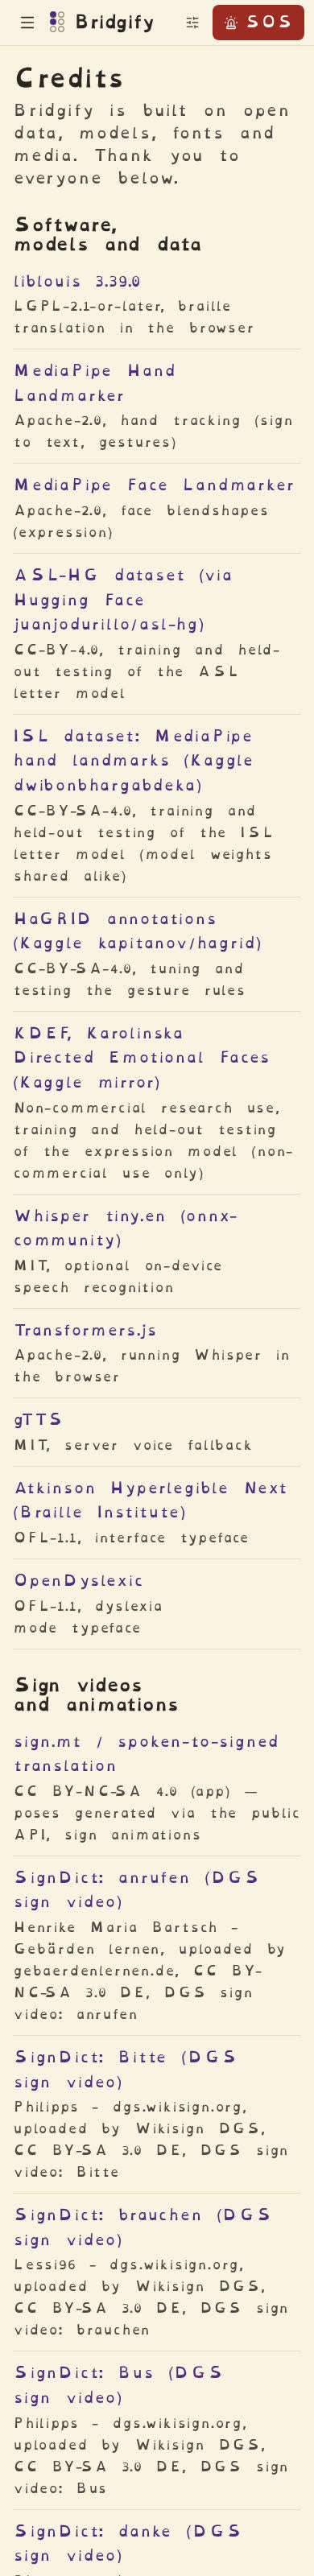 Bridgify
SOS
Credits
Bridgify is built on open
data, models, fonts and
media. Thank you to
everyone below.
Software,
models and data
liblouis 3.39.0
LGPL-2.1-or-later, braille
translation in the browser
MediaPipe Hand
Landmarker
Apache-2.0, hand tracking (sign
to text, gestures)
MediaPipe Face Landmarker
Apache-2.0, face blendshapes
(expression)
ASL-HG dataset (via
Hugging Face
juanjodurillo/asl-hg)
CC-BY-4.0, training and held-
out testing of the ASL
letter model
ISL dataset: MediaPipe
hand landmarks (Kaggle
dwibonbhargabdeka)
CC-BY-SA-4.0, training and
held-out testing of the ISL
letter model (model weights
shared alike)
HaGRID annotations
(Kaggle kapitanov/hagrid)
CC-BY-SA-4.0, tuning and
testing the gesture rules
KDEF, Karolinska
Directed Emotional Faces
(Kaggle mirror)
Non-commercial research use,
training and held-out testing
of the expression model (non-
commercial use only)
Whisper tiny.en (onnx-
community)
MIT, optional on-device
speech recognition
Transformers.js
Apache-2.0, running Whisper in
the browser
gTTS
MIT, server voice fallback
Atkinson Hyperlegible Next
(Braille Institute)
OFL-1.1, interface typeface
OpenDyslexic
OFL-1.1, dyslexia
mode typeface
Sign videos
and animations
sign.mt / spoken-to-signed
translation
CC BY-NC-SA 4.0 (app) —
poses generated via the public
API, sign animations
SignDict: anrufen (DGS
sign video)
Henrike Maria Bartsch -
Gebärden lernen, uploaded by
gebaerdenlernen.de, CC BY-
NC-SA 3.0 DE, DGS sign
video: anrufen
SignDict: Bitte (DGS
sign video)
Philipps - dgs.wikisign.org,
uploaded by Wikisign DGS,
CC BY-SA 3.0 DE, DGS sign
video: Bitte
SignDict: brauchen (DGS
sign video)
Lessi96 - dgs.wikisign.org,
uploaded by Wikisign DGS,
CC BY-SA 3.0 DE, DGS sign
video: brauchen
SignDict: Bus (DGS
sign video)
Philipps - dgs.wikisign.org,
uploaded by Wikisign DGS,
CC BY-SA 3.0 DE, DGS sign
video: Bus
SignDict: danke (DGS
sign video)